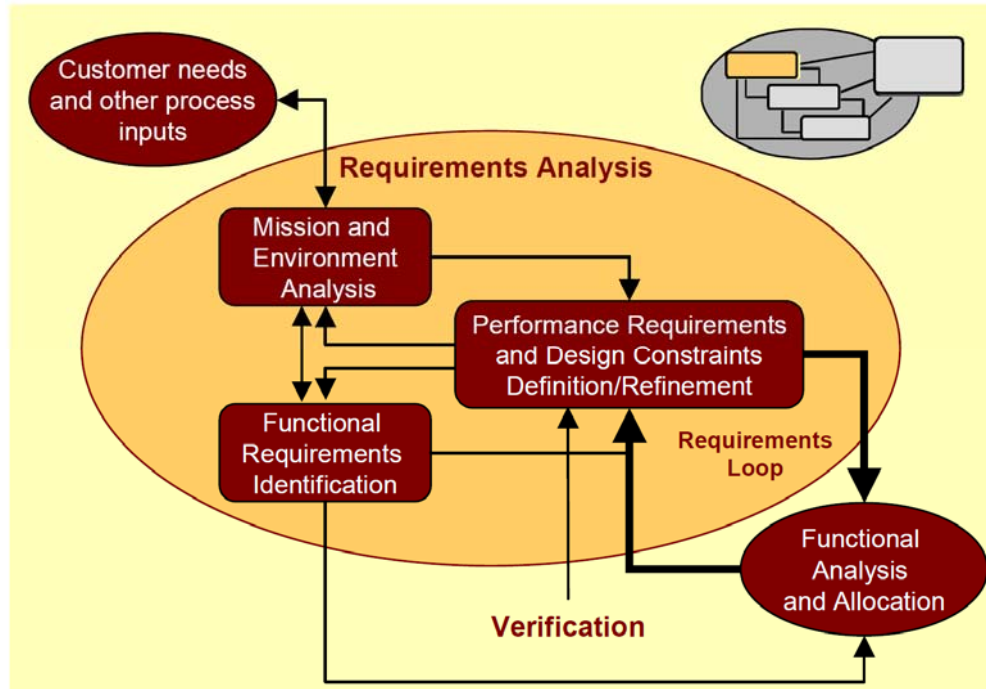 Customer needs
and other process
inputs
Requirements Analysis
Mission and
Environment
Analysis
Performance Requirements
and Design Constraints
Definition/Refinement
Functional
Requirements
Identification
Requirements
Loop
Functional
Analysis
and Allocation
Verification